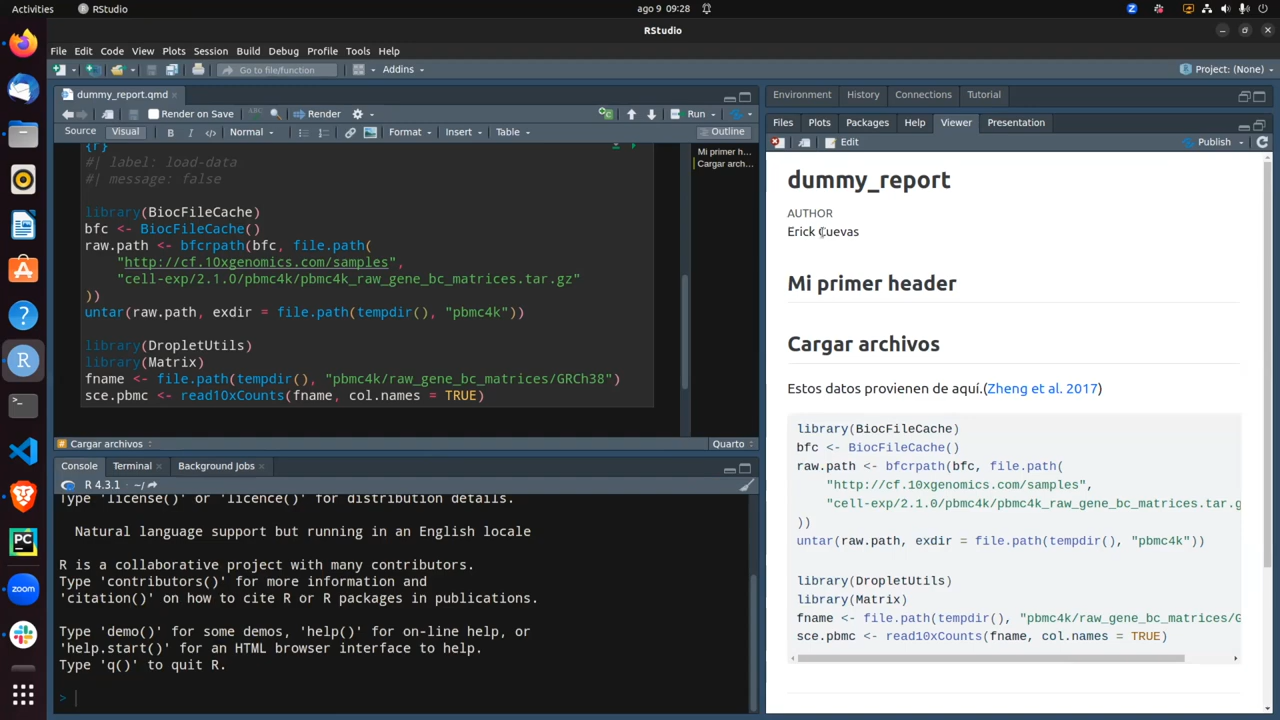 Activities
RStudio
ago 9 09:28
RStudio
File Edit Code View Plots Session Build Debug Profile Tools Help
Go to file/function
Addins
Project: (None)
dummy_report.qmd
Render on Save
Render
Run
Source
Visual
B I
Normal
Format
Insert
Table
Outline
Mi primer h...
Cargar arch...
{r}
#| label: load-data
#| message: false
library(BiocFileCache)
bfc <- BiocFileCache()
raw.path <- bfcrpath(bfc, file.path(
"http://cf.10xgenomics.com/samples",
"cell-exp/2.1.0/pbmc4k/pbmc4k_raw_gene_bc_matrices.tar.gz"
))
untar(raw.path, exdir = file.path(tempdir(), "pbmc4k"))
library(DropletUtils)
library(Matrix)
fname <- file.path(tempdir(), "pbmc4k/raw_gene_bc_matrices/GRCh38")
sce.pbmc <- read10xCounts(fname, col.names = TRUE)
# Cargar archivos
Quarto
Console Terminal Background Jobs
R 4.3.1 · ~/
Type 'license()' or 'licence()' for distribution details.
Natural language support but running in an English locale
R is a collaborative project with many contributors.
Type 'contributors()' for more information and
'citation()' on how to cite R or R packages in publications.
Type 'demo()' for some demos, 'help()' for on-line help, or
'help.start()' for an HTML browser interface to help.
Type 'q()' to quit R.
>
Environment History Connections Tutorial
Files Plots Packages Help Viewer Presentation
Edit
Publish
dummy_report
AUTHOR
Erick Cuevas
Mi primer header
Cargar archivos
Estos datos provienen de aquí.(Zheng et al. 2017)
library(BiocFileCache)
bfc <- BiocFileCache()
raw.path <- bfcrpath(bfc, file.path(
"http://cf.10xgenomics.com/samples",
"cell-exp/2.1.0/pbmc4k/pbmc4k_raw_gene_bc_matrices.tar.g
))
untar(raw.path, exdir = file.path(tempdir(), "pbmc4k"))
library(DropletUtils)
library(Matrix)
fname <- file.path(tempdir(), "pbmc4k/raw_gene_bc_matrices/G
sce.pbmc <- read10xCounts(fname, col.names = TRUE)
A
?
R
PC
zoom